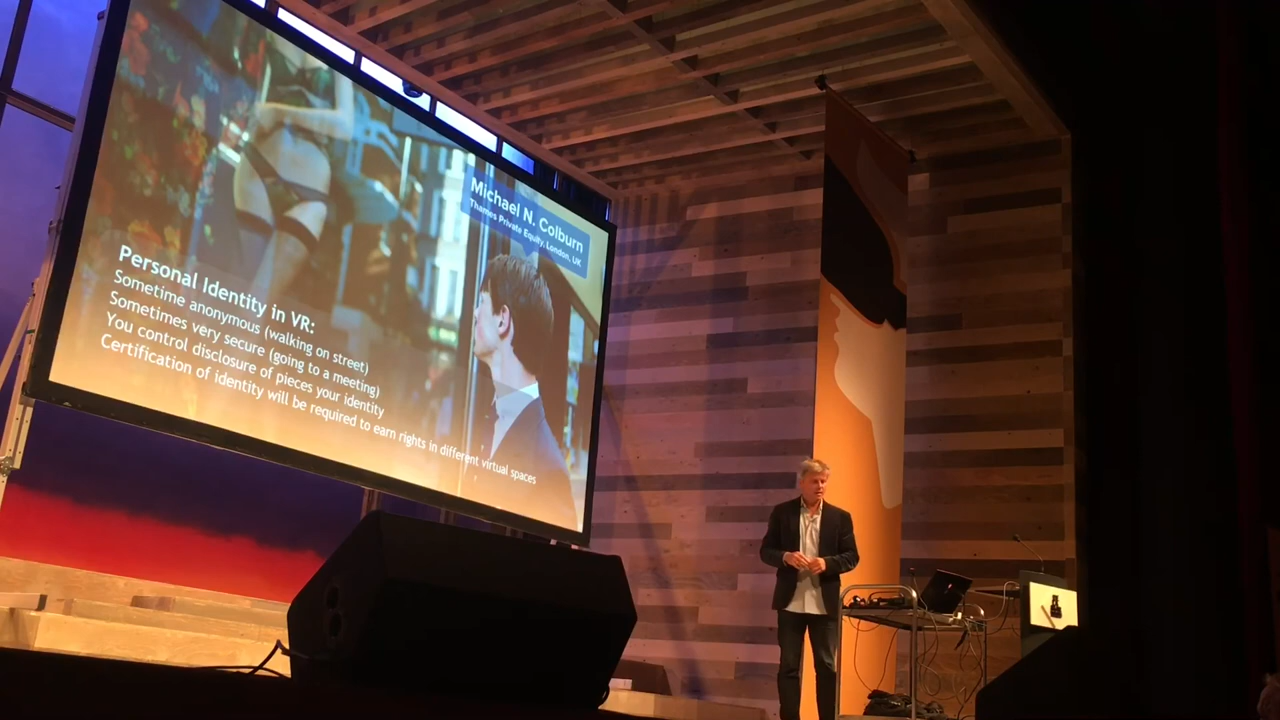 Michael N. Colburn
Thames Private Equity, London, UK
Personal Identity in VR:
Sometime anonymous (walking on street)
Sometimes very secure (going to a meeting)
You control disclosure of pieces your identity
Certification of identity will be required to earn rights in different virtual spaces